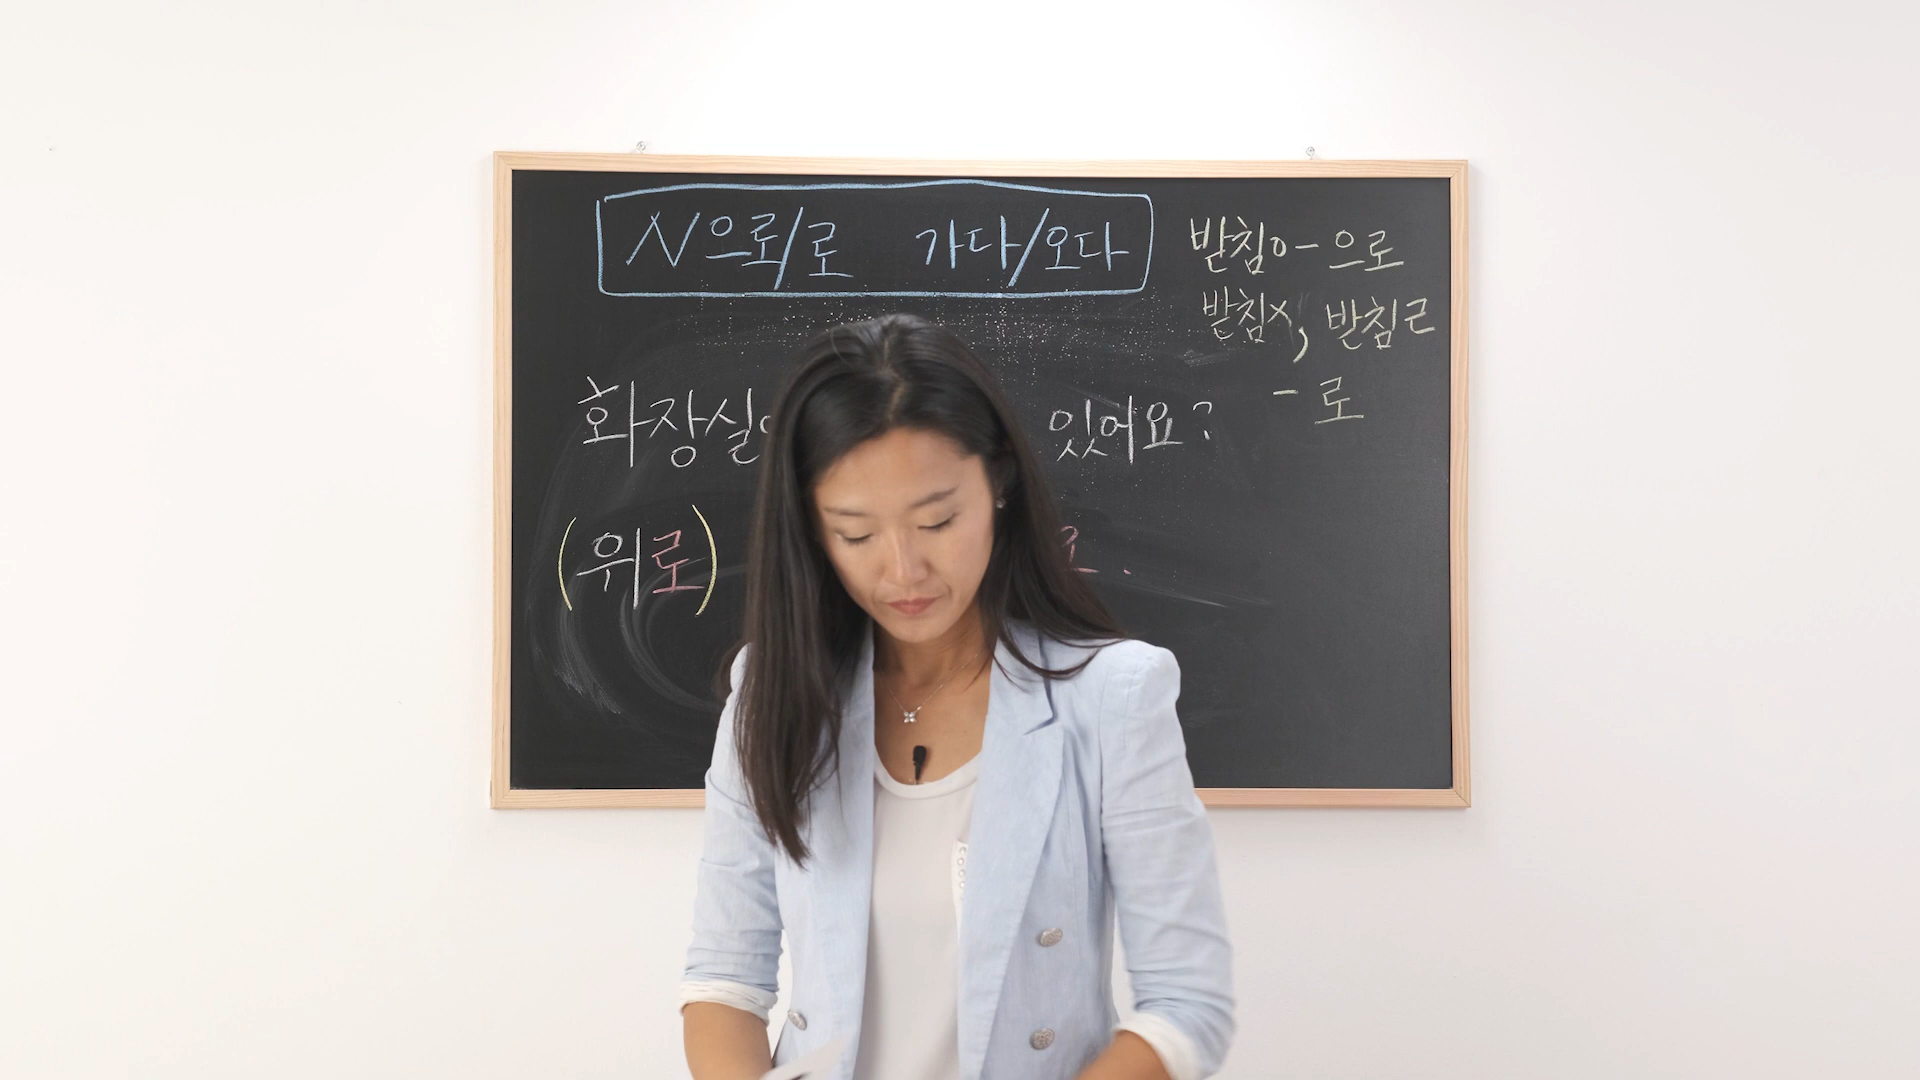 N으로/로 가다/오다
받침o - 으로
받침x, 받침ㄹ
- 로
화장실 있어요?
(위로)